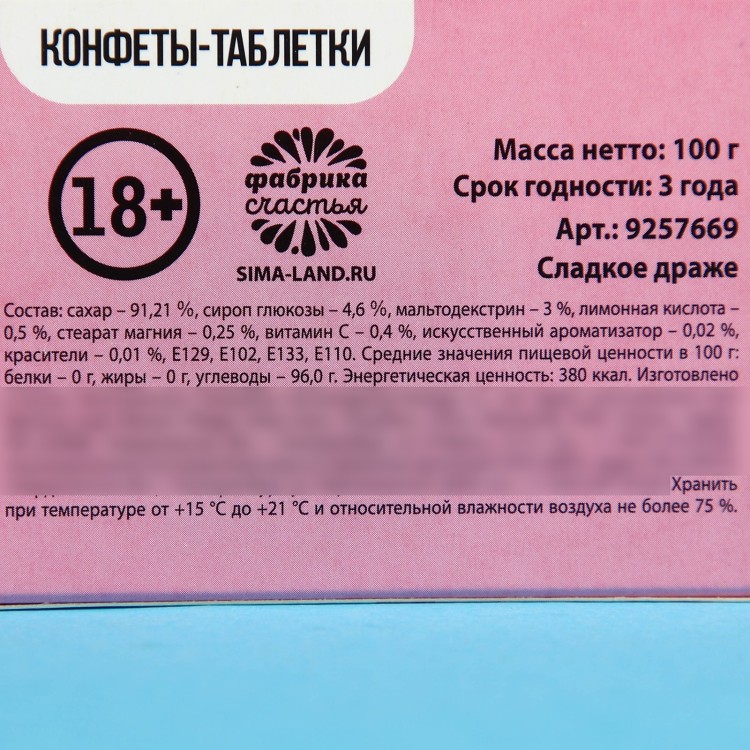 КОНФЕТЫ-ТАБЛЕТКИ
18+
фабрика
счастья
SIMA-LAND.RU
Масса нетто: 100 г
Срок годности: 3 года
Арт.: 9257669
Сладкое драже
Состав: сахар – 91,21 %, сироп глюкозы – 4,6 %, мальтодекстрин – 3 %, лимонная кислота –
0,5 %, стеарат магния – 0,25 %, витамин С – 0,4 %, искусственный ароматизатор – 0,02 %,
красители – 0,01 %, Е129, Е102, Е133, Е110. Средние значения пищевой ценности в 100 г:
белки – 0 г, жиры – 0 г, углеводы – 96,0 г. Энергетическая ценность: 380 ккал. Изготовлено
Хранить
при температуре от +15 °С до +21 °С и относительной влажности воздуха не более 75 %.